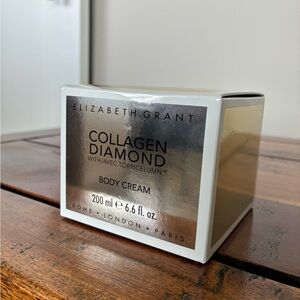 ELIZABETH GRANT
COLLAGEN
DIAMOND
WITH/AVEC TORRICELUMN™
BODY CREAM
200 ml e 6.6 fl. oz.
ROME • LONDON • PARIS